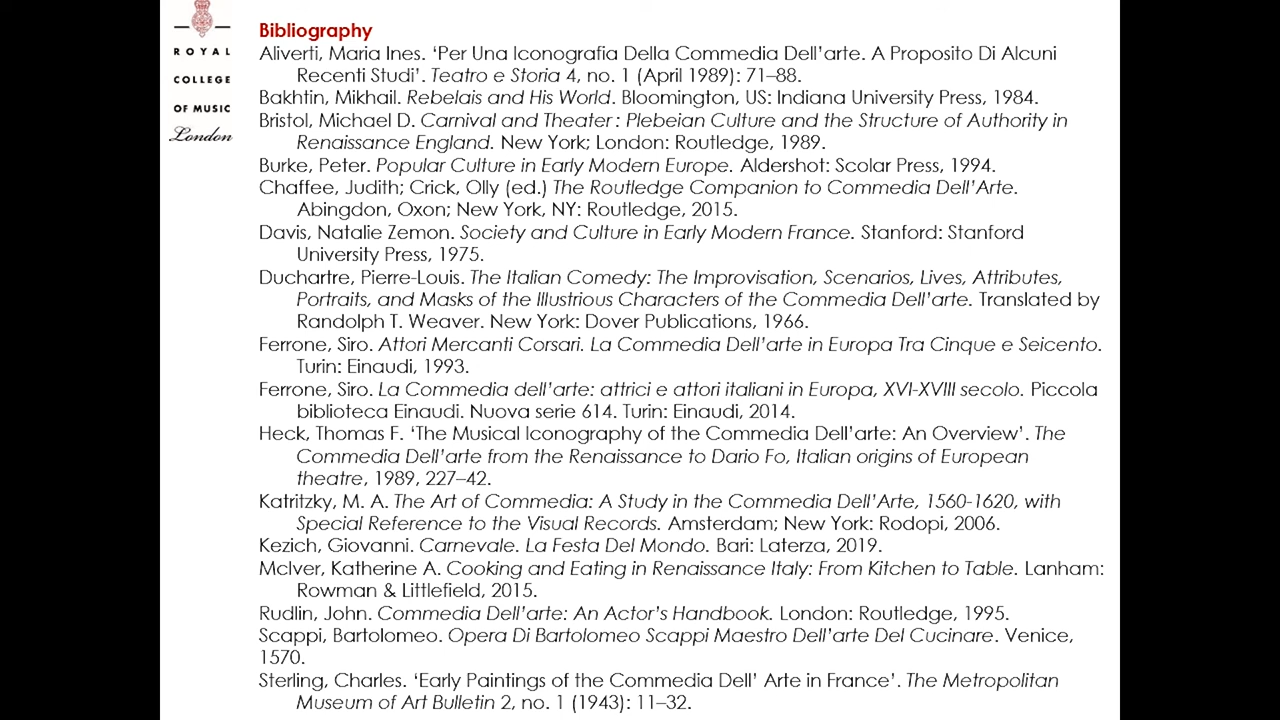 ROYAL
COLLEGE
OF MUSIC
London
Bibliography
Aliverti, Maria Ines. ‘Per Una Iconografia Della Commedia Dell’arte. A Proposito Di Alcuni
Recenti Studi’. Teatro e Storia 4, no. 1 (April 1989): 71–88.
Bakhtin, Mikhail. Rebelais and His World. Bloomington, US: Indiana University Press, 1984.
Bristol, Michael D. Carnival and Theater : Plebeian Culture and the Structure of Authority in
Renaissance England. New York; London: Routledge, 1989.
Burke, Peter. Popular Culture in Early Modern Europe. Aldershot: Scolar Press, 1994.
Chaffee, Judith; Crick, Olly (ed.) The Routledge Companion to Commedia Dell’Arte.
Abingdon, Oxon; New York, NY: Routledge, 2015.
Davis, Natalie Zemon. Society and Culture in Early Modern France. Stanford: Stanford
University Press, 1975.
Duchartre, Pierre-Louis. The Italian Comedy: The Improvisation, Scenarios, Lives, Attributes,
Portraits, and Masks of the Illustrious Characters of the Commedia Dell’arte. Translated by
Randolph T. Weaver. New York: Dover Publications, 1966.
Ferrone, Siro. Attori Mercanti Corsari. La Commedia Dell’arte in Europa Tra Cinque e Seicento.
Turin: Einaudi, 1993.
Ferrone, Siro. La Commedia dell’arte: attrici e attori italiani in Europa, XVI-XVIII secolo. Piccola
biblioteca Einaudi. Nuova serie 614. Turin: Einaudi, 2014.
Heck, Thomas F. ‘The Musical Iconography of the Commedia Dell’arte: An Overview’. The
Commedia Dell’arte from the Renaissance to Dario Fo, Italian origins of European
theatre, 1989, 227–42.
Katritzky, M. A. The Art of Commedia: A Study in the Commedia Dell’Arte, 1560-1620, with
Special Reference to the Visual Records. Amsterdam; New York: Rodopi, 2006.
Kezich, Giovanni. Carnevale. La Festa Del Mondo. Bari: Laterza, 2019.
McIver, Katherine A. Cooking and Eating in Renaissance Italy: From Kitchen to Table. Lanham:
Rowman & Littlefield, 2015.
Rudlin, John. Commedia Dell’arte: An Actor’s Handbook. London: Routledge, 1995.
Scappi, Bartolomeo. Opera Di Bartolomeo Scappi Maestro Dell’arte Del Cucinare. Venice,
1570.
Sterling, Charles. ‘Early Paintings of the Commedia Dell’ Arte in France’. The Metropolitan
Museum of Art Bulletin 2, no. 1 (1943): 11–32.